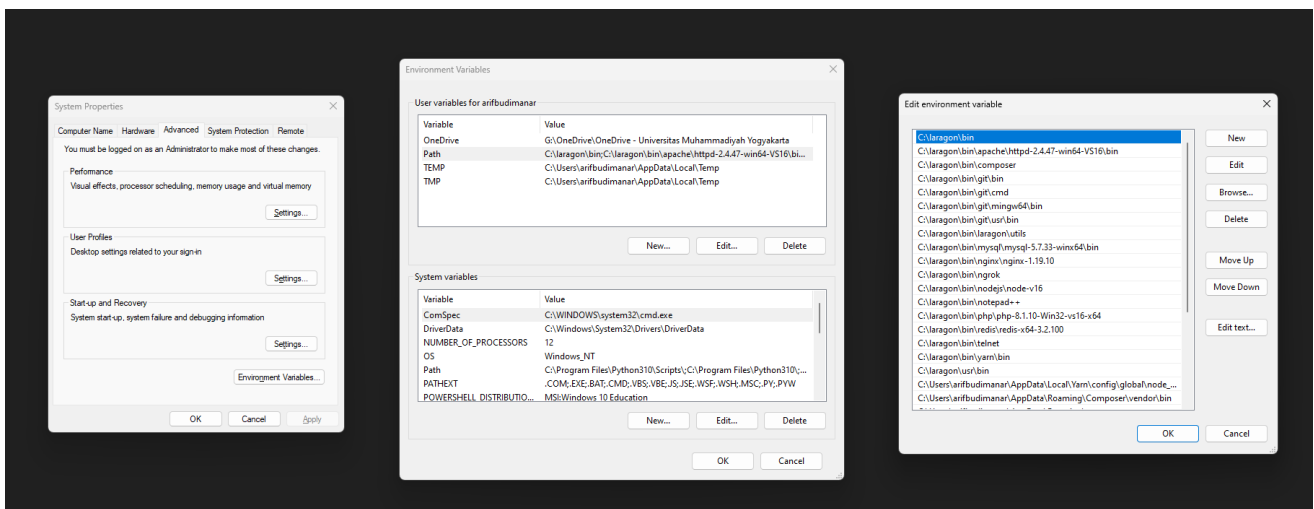 System Properties
Computer Name Hardware Advanced System Protection Remote
You must be logged on as an Administrator to make most of these changes.
Performance
Visual effects, processor scheduling, memory usage and virtual memory
Settings...
User Profiles
Desktop settings related to your sign-in
Settings...
Start-up and Recovery
System start-up, system failure and debugging information
Settings...
Environment Variables...
OK Cancel Apply
Environment Variables
User variables for arifbudimanar
Variable Value
OneDrive G:\OneDrive\OneDrive - Universitas Muhammadiyah Yogyakarta
Path C:\laragon\bin;C:\laragon\bin\apache\httpd-2.4.47-win64-VS16\bi...
TEMP C:\Users\arifbudimanar\AppData\Local\Temp
TMP C:\Users\arifbudimanar\AppData\Local\Temp
New... Edit... Delete
System variables
Variable Value
ComSpec C:\WINDOWS\system32\cmd.exe
DriverData C:\Windows\System32\Drivers\DriverData
NUMBER_OF_PROCESSORS 12
OS Windows_NT
Path C:\Program Files\Python310\Scripts\;C:\Program Files\Python310\;...
PATHEXT .COM;.EXE;.BAT;.CMD;.VBS;.VBE;.JS;.JSE;.WSF;.WSH;.MSC;.PY;.PYW
POWERSHELL_DISTRIBUTIO... MSI:Windows 10 Education
New... Edit... Delete
OK Cancel
Edit environment variable
C:\laragon\bin
C:\laragon\bin\apache\httpd-2.4.47-win64-VS16\bin
C:\laragon\bin\composer
C:\laragon\bin\git\bin
C:\laragon\bin\git\cmd
C:\laragon\bin\git\mingw64\bin
C:\laragon\bin\git\usr\bin
C:\laragon\bin\laragon\utils
C:\laragon\bin\mysql\mysql-5.7.33-winx64\bin
C:\laragon\bin\nginx\nginx-1.19.10
C:\laragon\bin\ngrok
C:\laragon\bin\nodejs\node-v16
C:\laragon\bin\notepad++
C:\laragon\bin\php\php-8.1.10-Win32-vs16-x64
C:\laragon\bin\redis\redis-x64-3.2.100
C:\laragon\bin\telnet
C:\laragon\bin\yarn\bin
C:\laragon\usr\bin
C:\Users\arifbudimanar\AppData\Local\Yarn\config\global\node_...
C:\Users\arifbudimanar\AppData\Roaming\Composer\vendor\bin
New
Edit
Browse...
Delete
Move Up
Move Down
Edit text...
OK Cancel